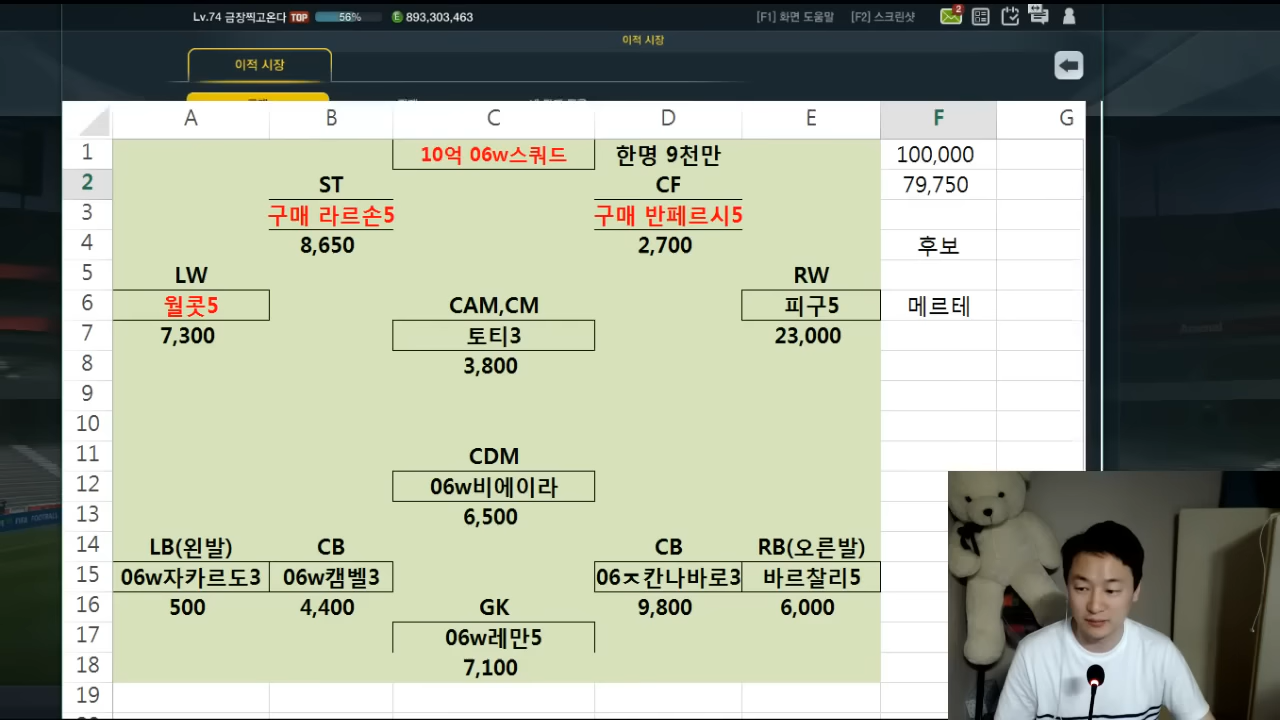 Lv.74 금장찍고온다 TOP 56% E 893,303,463 [F1] 화면 도움말 [F2] 스크린샷 2
이적 시장
이적 시장
A B C D E F G
1 10억 06w스쿼드 한명 9천만 100,000
2 ST CF 79,750
3 구매 라르손5 구매 반페르시5
4 8,650 2,700 후보
5 LW RW
6 월콧5 CAM,CM 피구5 메르테
7 7,300 토티3 23,000
8 3,800
9
10
11 CDM
12 06w비에이라
13 6,500
14 LB(왼발) CB CB RB(오른발)
15 06w자카르도3 06w캠벨3 06ㅈ칸나바로3 바르찰리5
16 500 4,400 GK 9,800 6,000
17 06w레만5
18 7,100
19